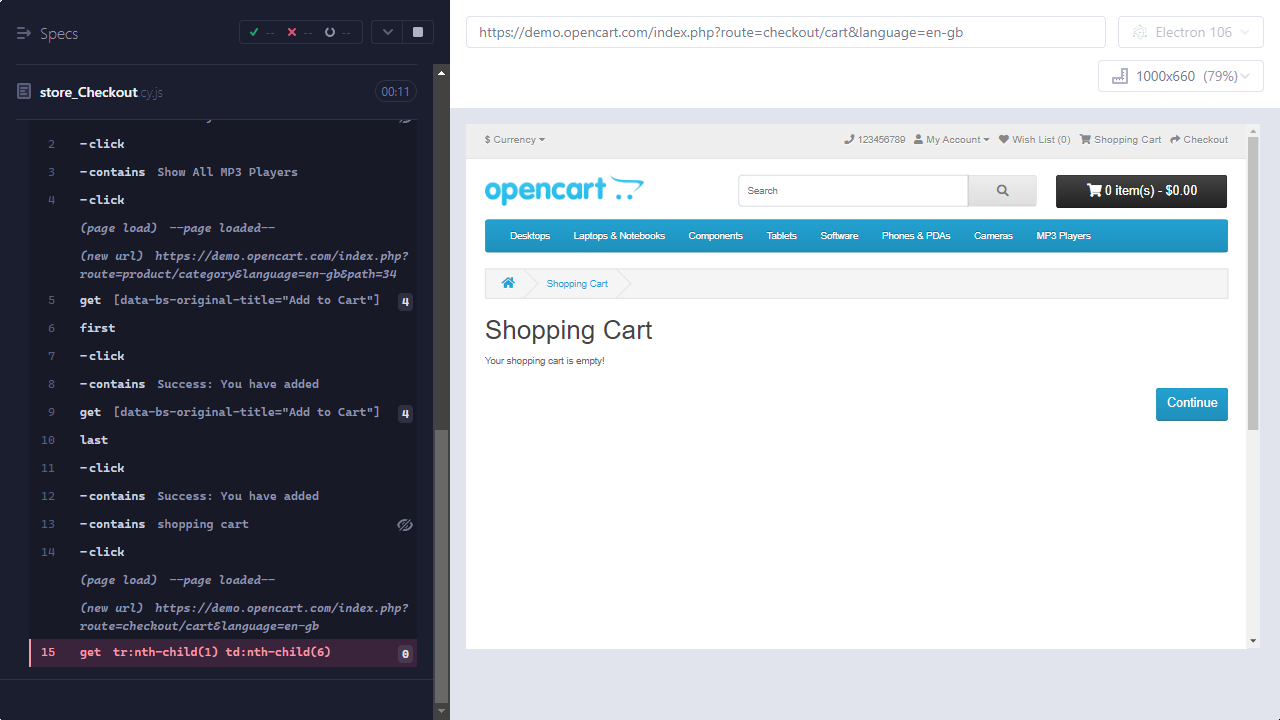 Specs
--
--
--
store_Checkout.cy.js
00:11
2 -click
3 -contains Show All MP3 Players
4 -click
(page load) --page loaded--
(new url) https://demo.opencart.com/index.php?
route=product/category&language=en-gb&path=34
5 get [data-bs-original-title="Add to Cart"] 4
6 first
7 -click
8 -contains Success: You have added
9 get [data-bs-original-title="Add to Cart"] 4
10 last
11 -click
12 -contains Success: You have added
13 -contains shopping cart
14 -click
(page load) --page loaded--
(new url) https://demo.opencart.com/index.php?
route=checkout/cart&language=en-gb
15 get tr:nth-child(1) td:nth-child(6) 0
https://demo.opencart.com/index.php?route=checkout/cart&language=en-gb
Electron 106
1000x660 (79%)
$ Currency
123456789
My Account
Wish List (0)
Shopping Cart
Checkout
opencart
Search
0 item(s) - $0.00
Desktops
Laptops & Notebooks
Components
Tablets
Software
Phones & PDAs
Cameras
MP3 Players
Shopping Cart
Shopping Cart
Your shopping cart is empty!
Continue